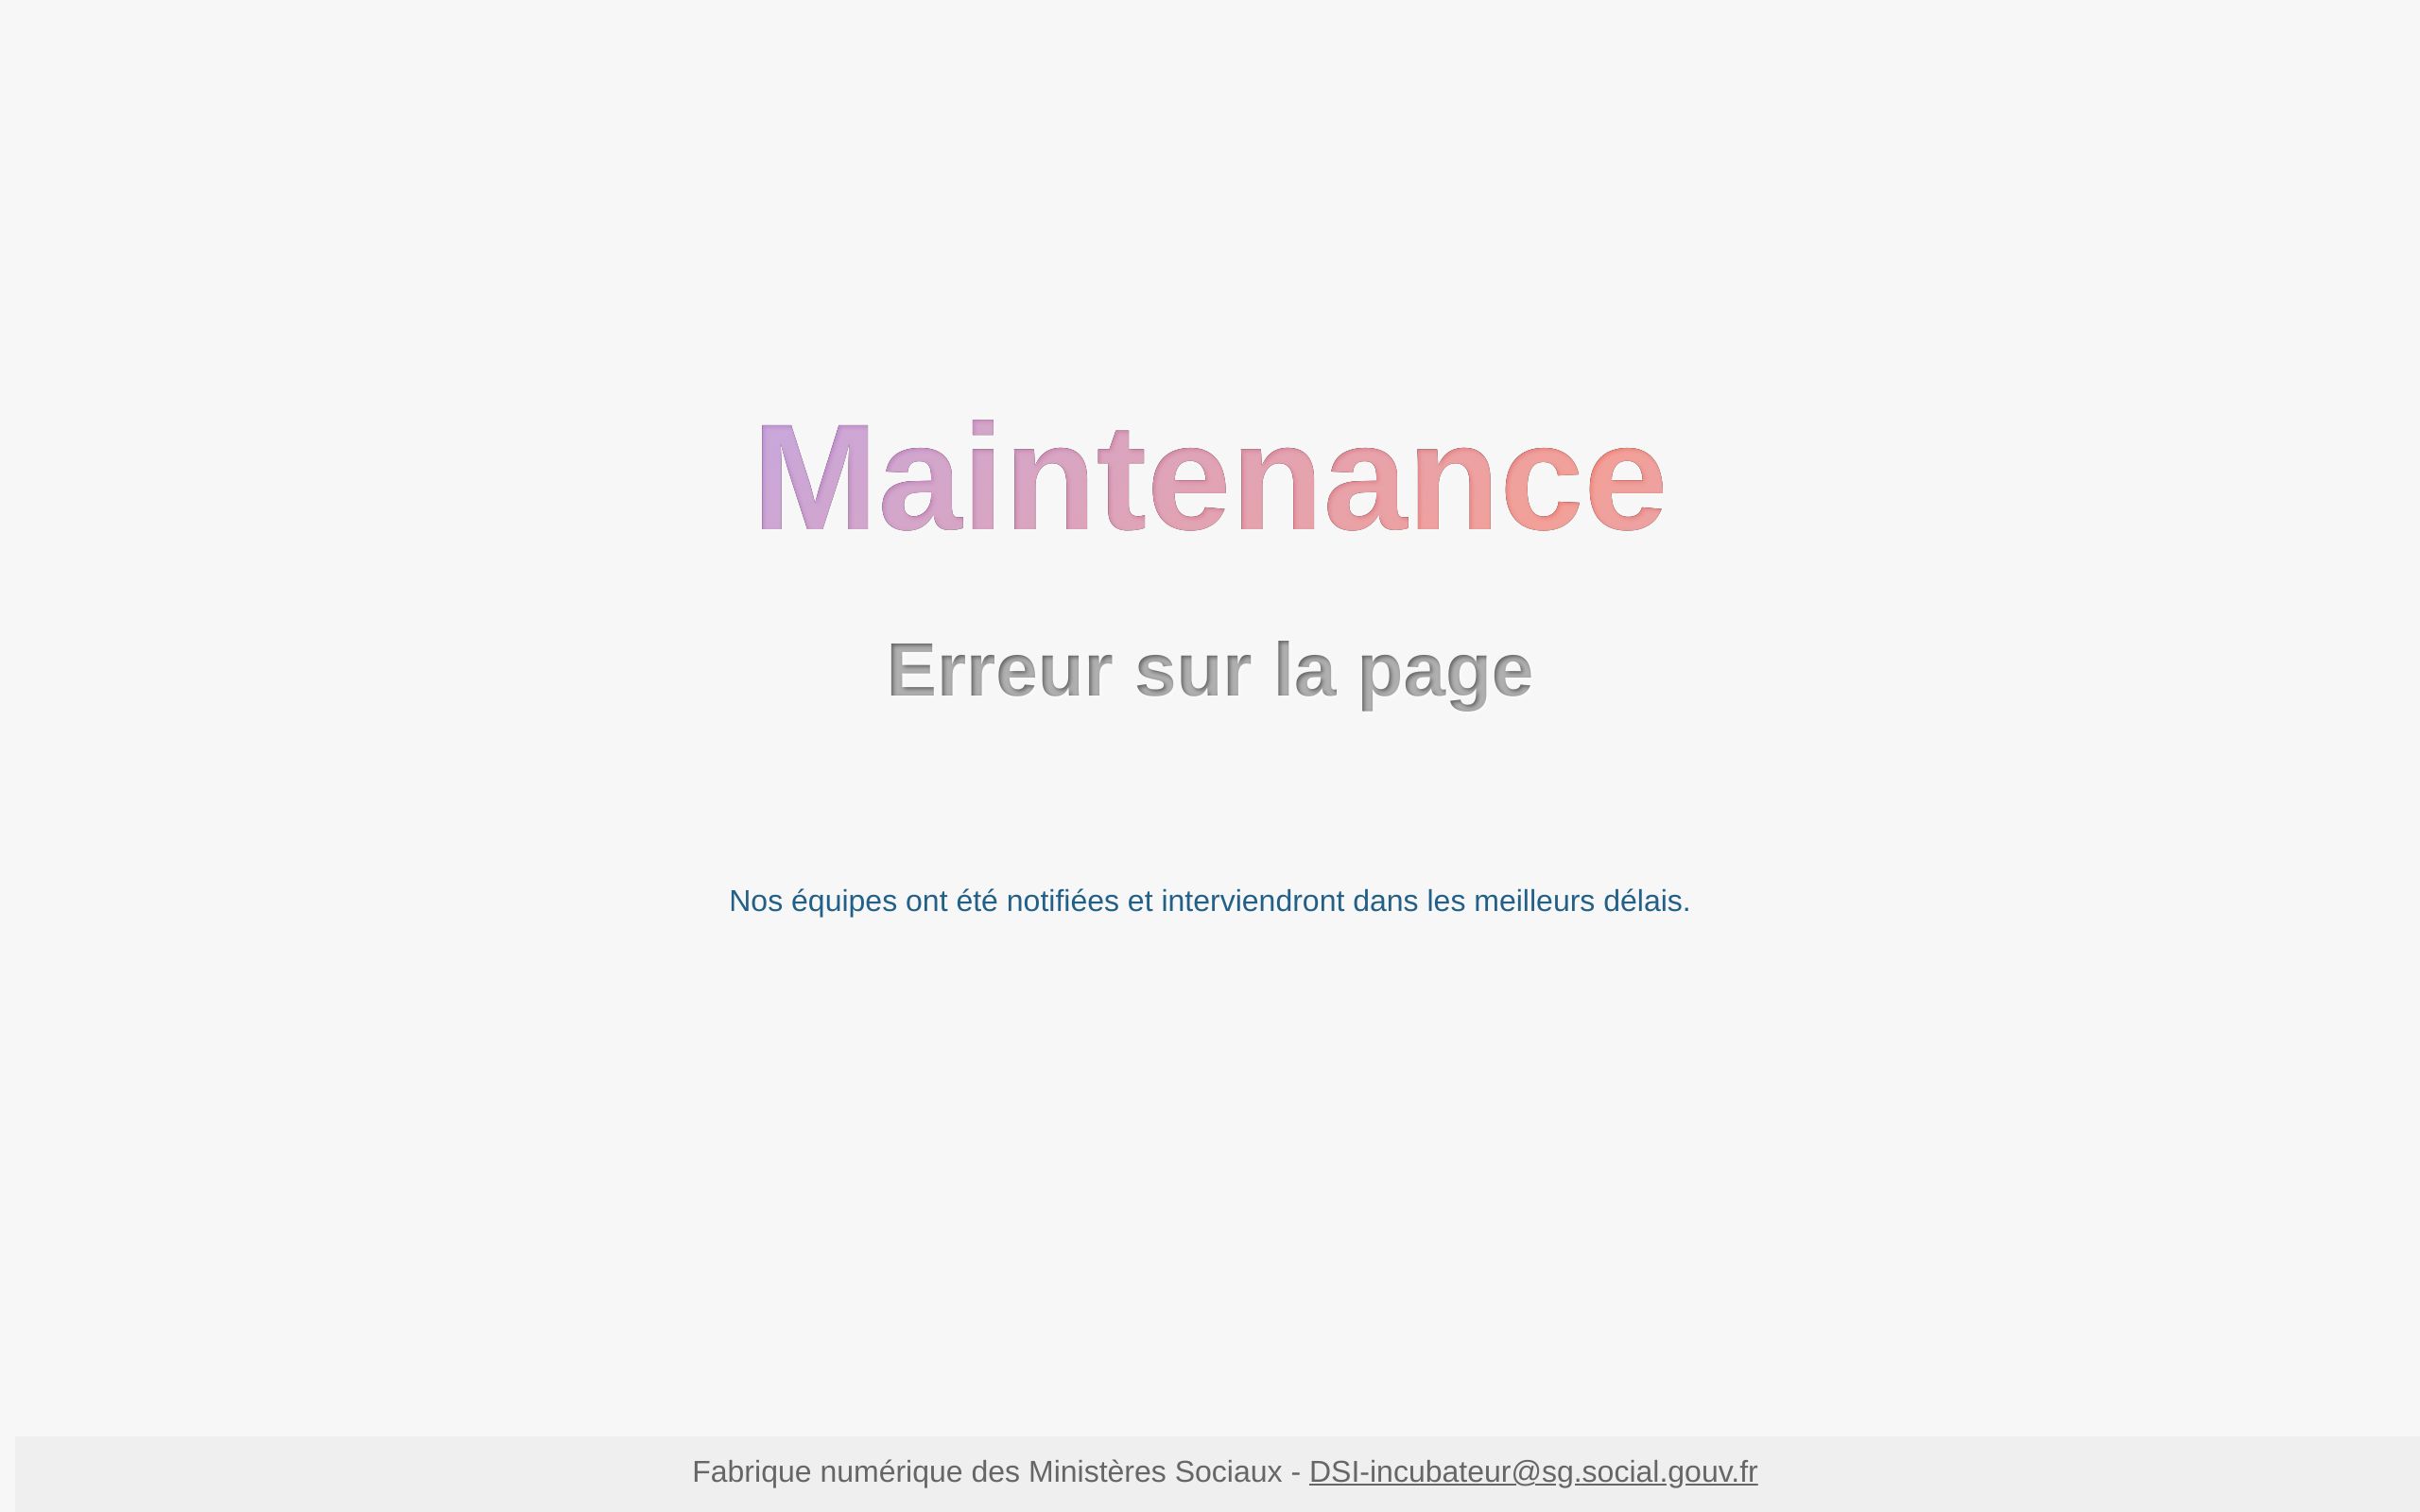 Maintenance
Erreur sur la page
Nos équipes ont été notifiées et interviendront dans les meilleurs délais.
Fabrique numérique des Ministères Sociaux - DSI-incubateur@sg.social.gouv.fr